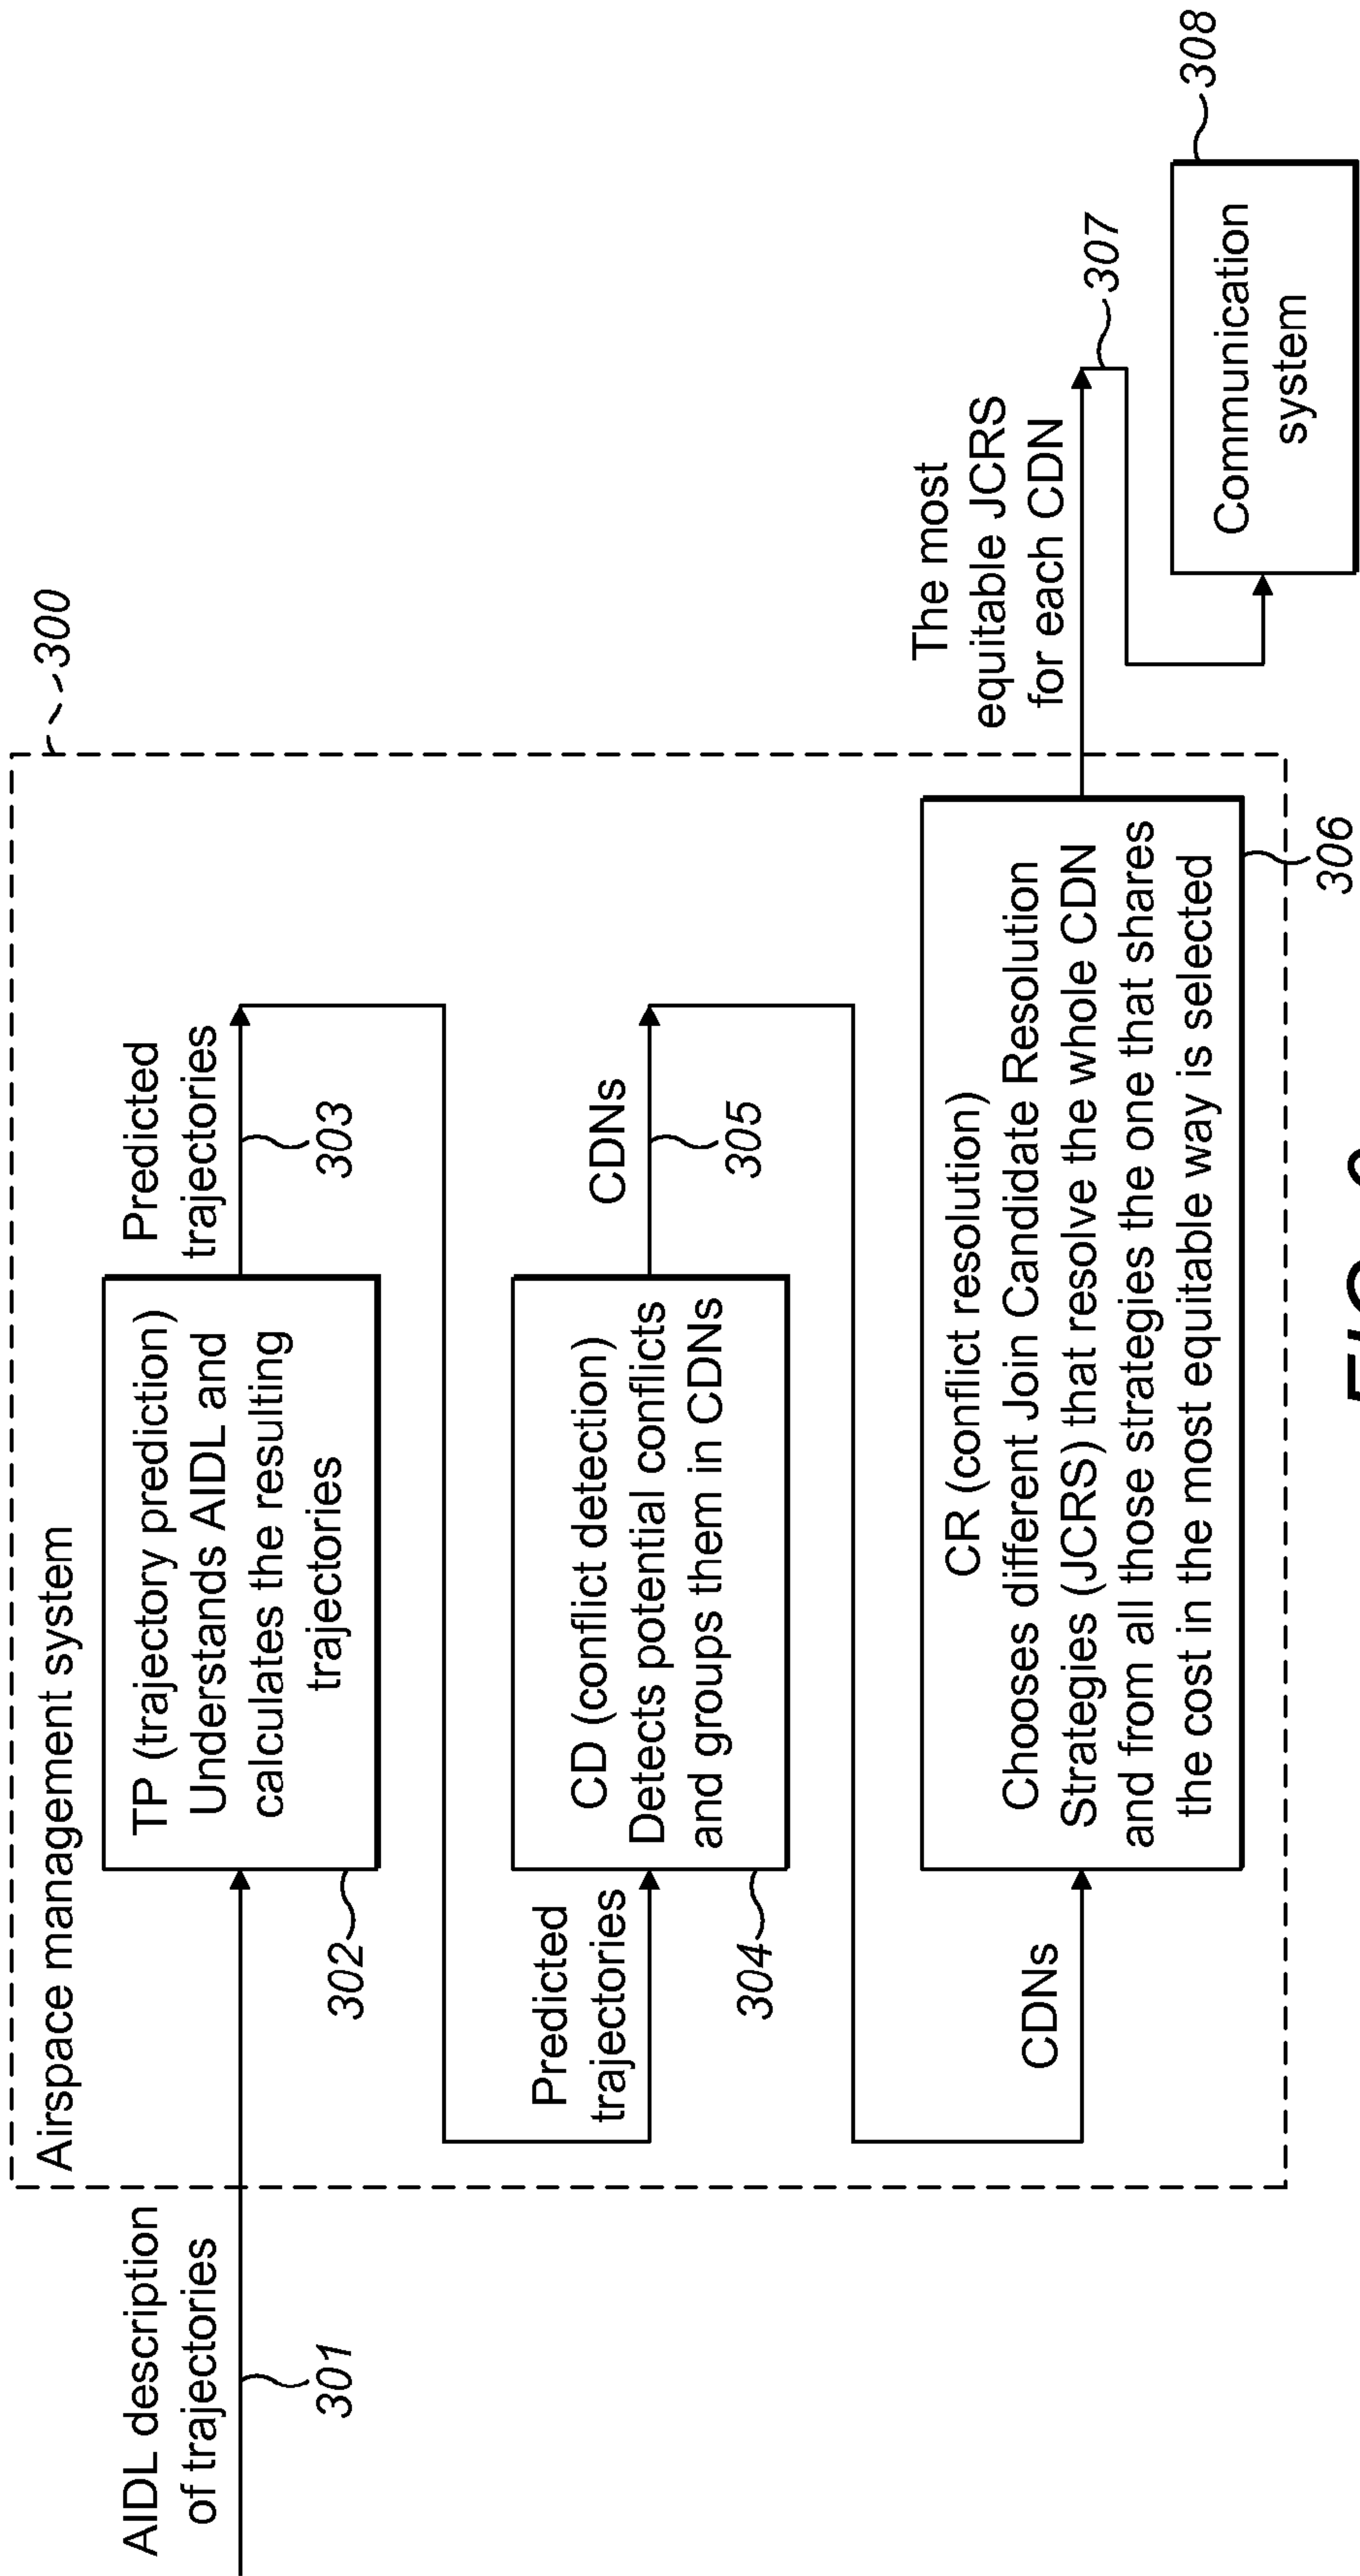 Airspace management system
300
AIDL description
of trajectories
301
TP (trajectory prediction)
Understands AIDL and
calculates the resulting
trajectories
302
Predicted
trajectories
303
Predicted
trajectories
CD (conflict detection)
Detects potential conflicts
and groups them in CDNs
304
CDNs
305
CDNs
CR (conflict resolution)
Chooses different Join Candidate Resolution
Strategies (JCRS) that resolve the whole CDN
and from all those strategies the one that shares
the cost in the most equitable way is selected
306
The most
equitable JCRS
for each CDN
307
Communication
system
308